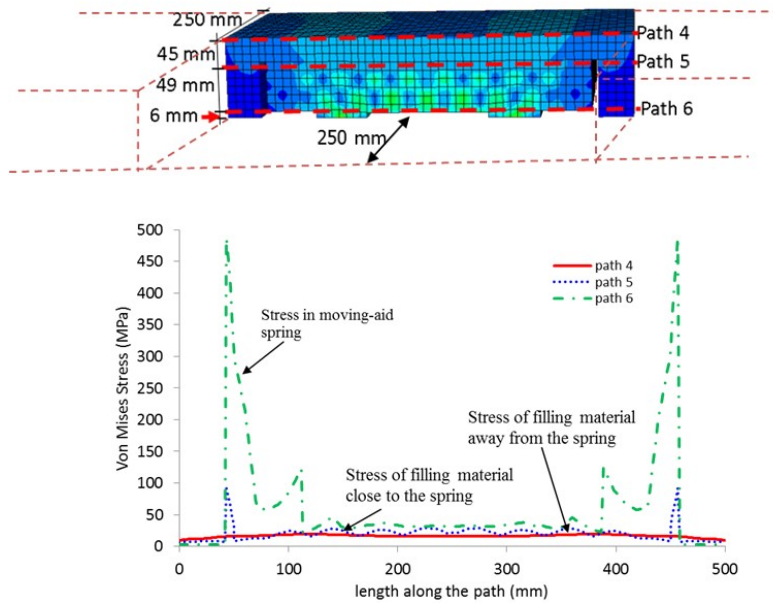 250 mm
Path 4
45 mm
Path 5
49 mm
6 mm
Path 6
250 mm
500
450
400
350
300
250
200
150
100
50
0
Von Mises Stress (MPa)
path 4
path 5
path 6
Stress in moving-aid
spring
Stress of filling material
away from the spring
Stress of filling material
close to the spring
0
100
200
300
400
500
length along the path (mm)